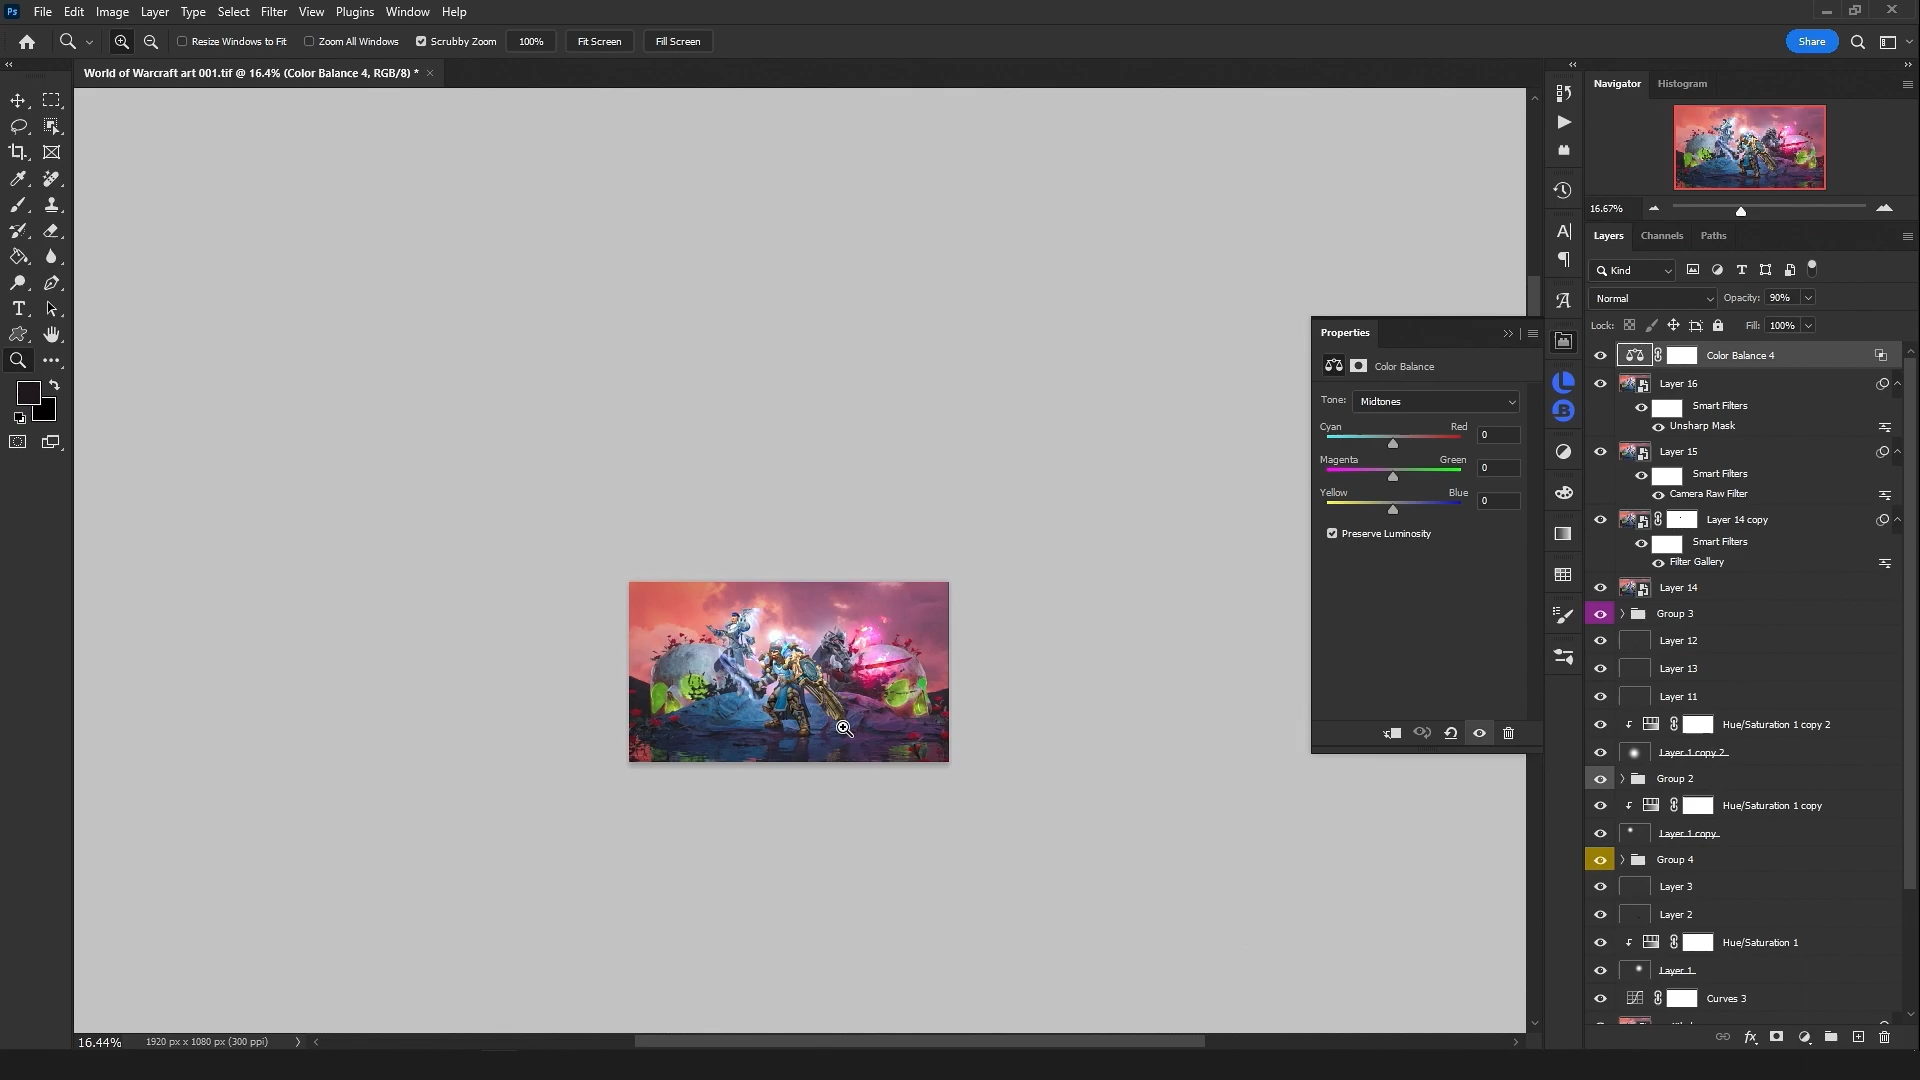 Ps File Edit Image Layer Type Select Filter View Plugins Window Help
Resize Windows to Fit Zoom All Windows Scrubby Zoom 100% Fit Screen Fill Screen Share
World of Warcraft art 001.tif @ 16.4% (Color Balance 4, RGB/8) *
Navigator Histogram
16.67%
Layers Channels Paths
Kind
Normal Opacity: 90%
Lock: Fill: 100%
Color Balance 4
Layer 16
Smart Filters
Unsharp Mask
Layer 15
Smart Filters
Camera Raw Filter
Layer 14 copy
Smart Filters
Filter Gallery
Layer 14
Group 3
Layer 12
Layer 13
Layer 11
Hue/Saturation 1 copy 2
Layer 1 copy 2
Group 2
Hue/Saturation 1 copy
Layer 1 copy
Group 4
Layer 3
Layer 2
Hue/Saturation 1
Layer 1
Curves 3
Properties
Color Balance
Tone: Midtones
Cyan Red 0
Magenta Green 0
Yellow Blue 0
Preserve Luminosity
16.44% 1920 px x 1080 px (300 ppi)